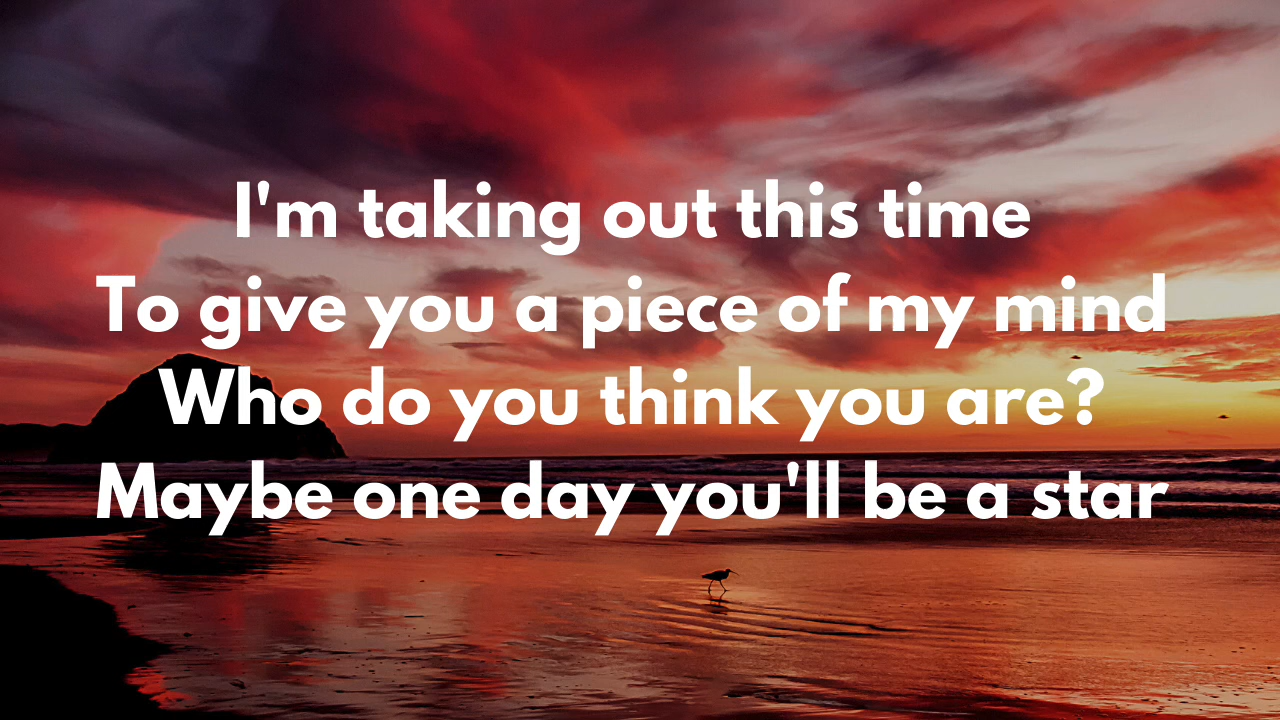 I'm taking out this time
To give you a piece of my mind
Who do you think you are?
Maybe one day you'll be a star